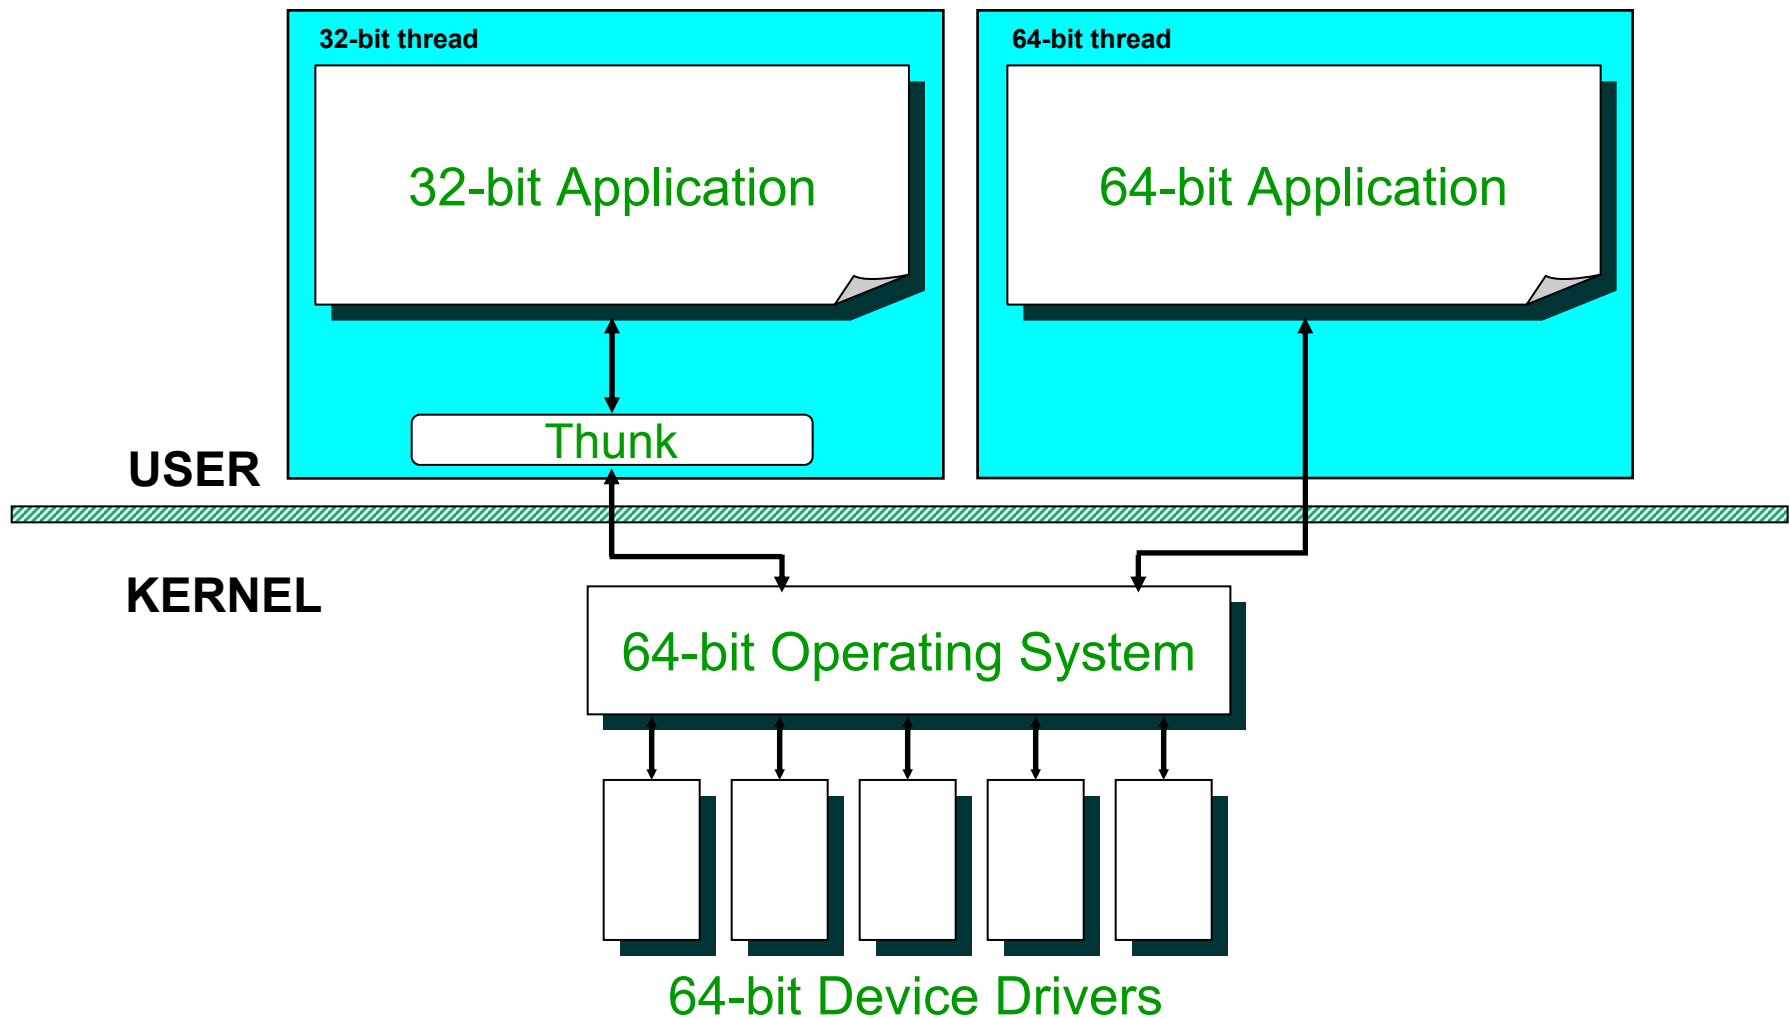 32-bit thread
64-bit thread
32-bit Application
64-bit Application
Thunk
USER
KERNEL
64-bit Operating System
64-bit Device Drivers